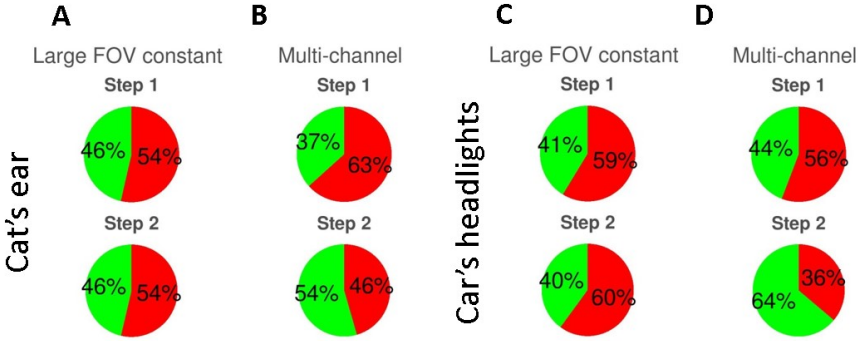 A
B
C
D
Large FOV constant
Multi-channel
Large FOV constant
Multi-channel
Step 1
Step 1
Step 1
Step 1
46%
54%
37%
63%
41%
59%
44%
56%
Cat's ear
Car's headlights
Step 2
Step 2
Step 2
Step 2
46%
54%
54%
46%
40%
60%
64%
36%